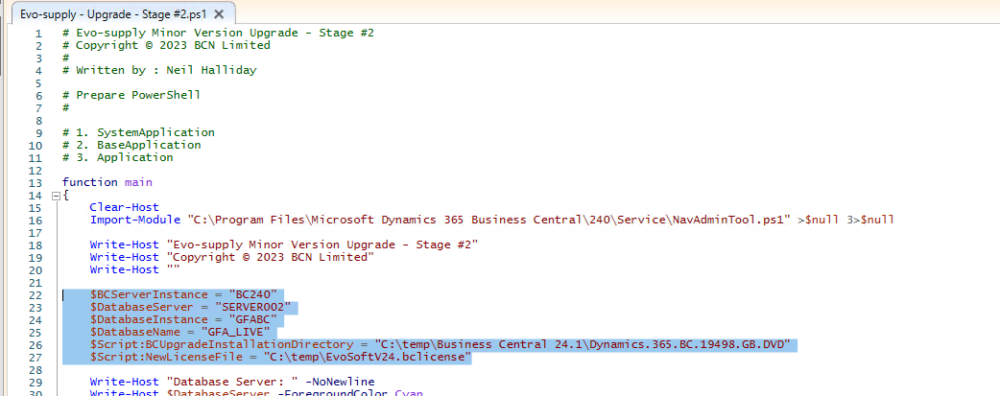 Evo-supply - Upgrade - Stage #2.ps1 X
1 # Evo-supply Minor Version Upgrade - Stage #2
2 # Copyright © 2023 BCN Limited
3 #
4 # Written by : Neil Halliday
5
6 # Prepare PowerShell
7 #
8
9 # 1. SystemApplication
10 # 2. BaseApplication
11 # 3. Application
12
13 function main
14 {
15 Clear-Host
16 Import-Module "C:\Program Files\Microsoft Dynamics 365 Business Central\240\Service\NavAdminTool.ps1" >$null 3>$null
17
18 Write-Host "Evo-supply Minor Version Upgrade - Stage #2"
19 Write-Host "Copyright © 2023 BCN Limited"
20 Write-Host ""
21
22 $BCServerInstance = "BC240"
23 $DatabaseServer = "SERVER002"
24 $DatabaseInstance = "GFABC"
25 $DatabaseName = "GFA_LIVE"
26 $Script:BCUpgradeInstallationDirectory = "C:\temp\Business Central 24.1\Dynamics.365.BC.19498.GB.DVD"
27 $Script:NewLicenseFile = "C:\temp\EvoSoftV24.bclicense"
28
29 Write-Host "Database Server: " -NoNewline
30 Write-Host $DatabaseServer -ForegroundColor Cyan